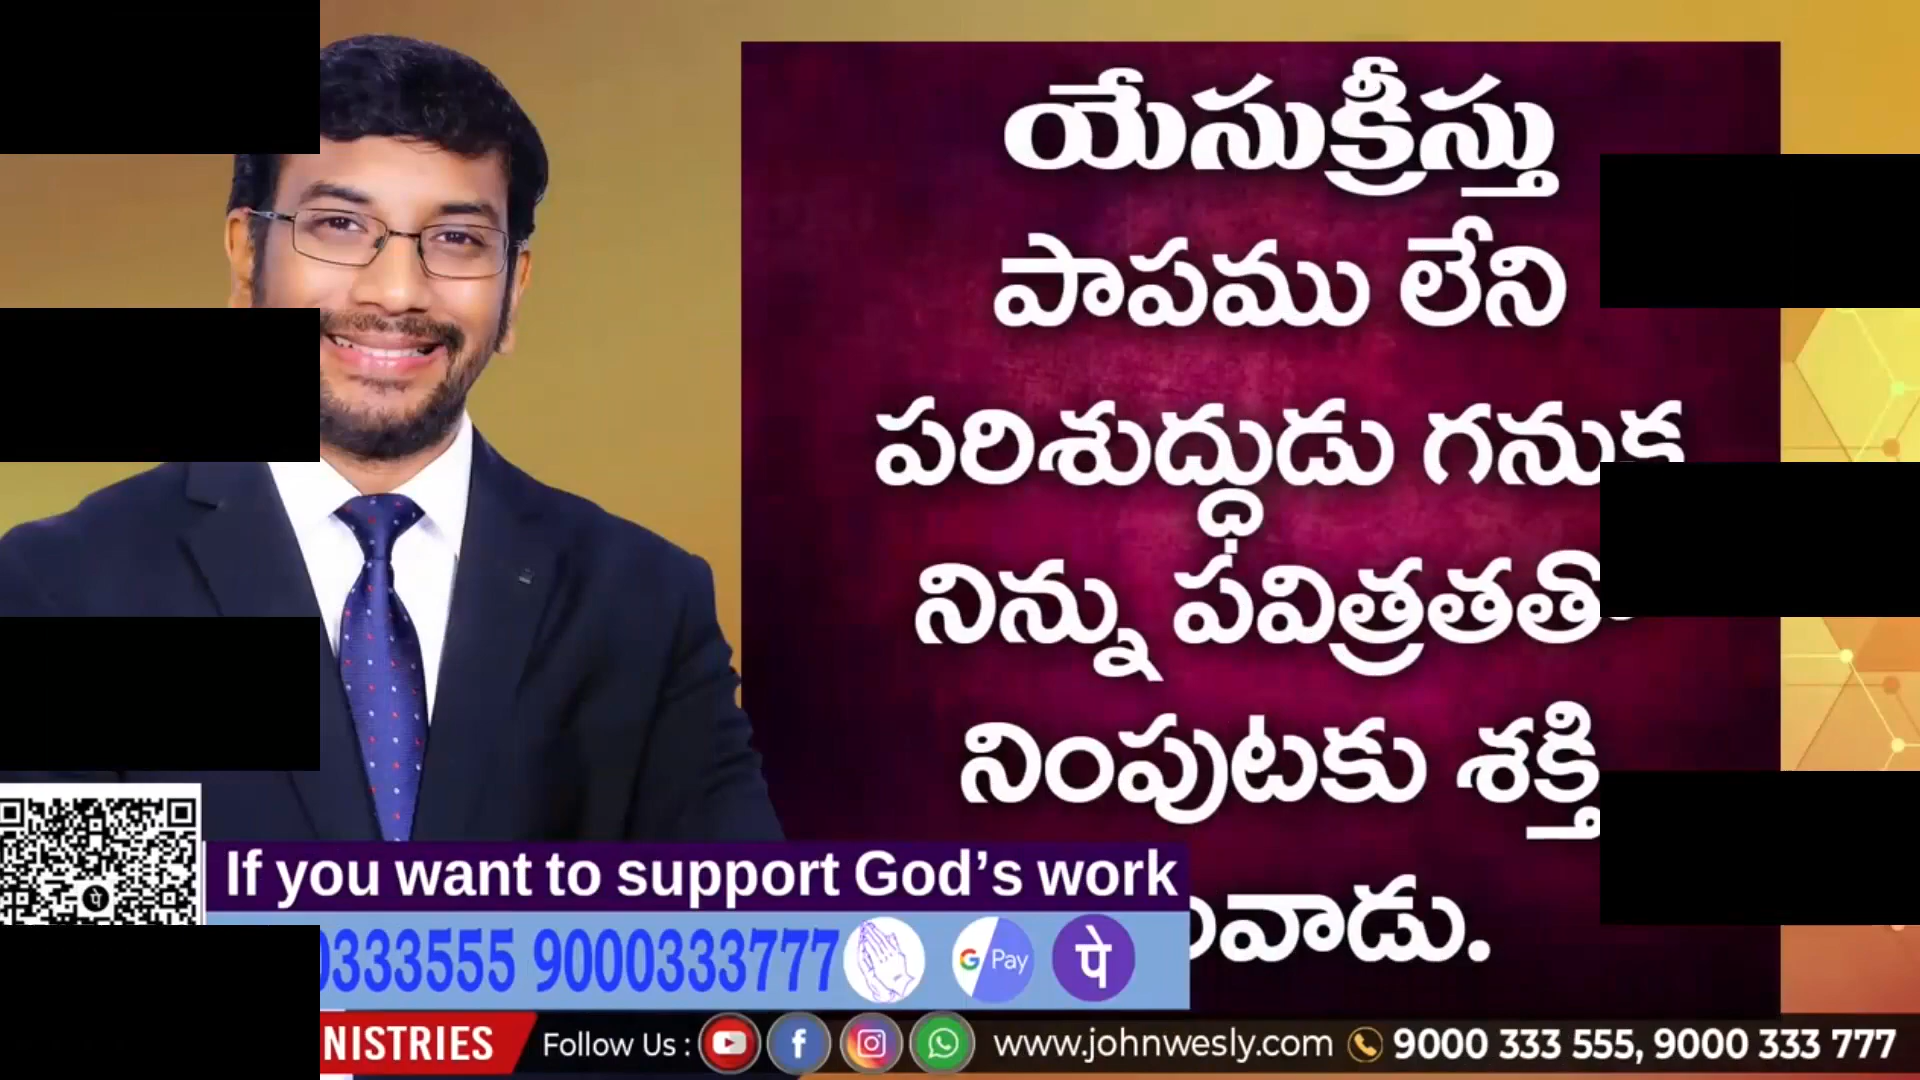 యేసుక్రీస్తు
పాపము లేని
పరిశుద్ధుడు గనుక
నిన్ను పవిత్రతతో
నింపుటకు శక్తి
If you want to support God's work
0333555 9000333777
G Pay
पे
NISTRIES Follow Us : www.johnwesly.com 9000 333 555, 9000 333 777